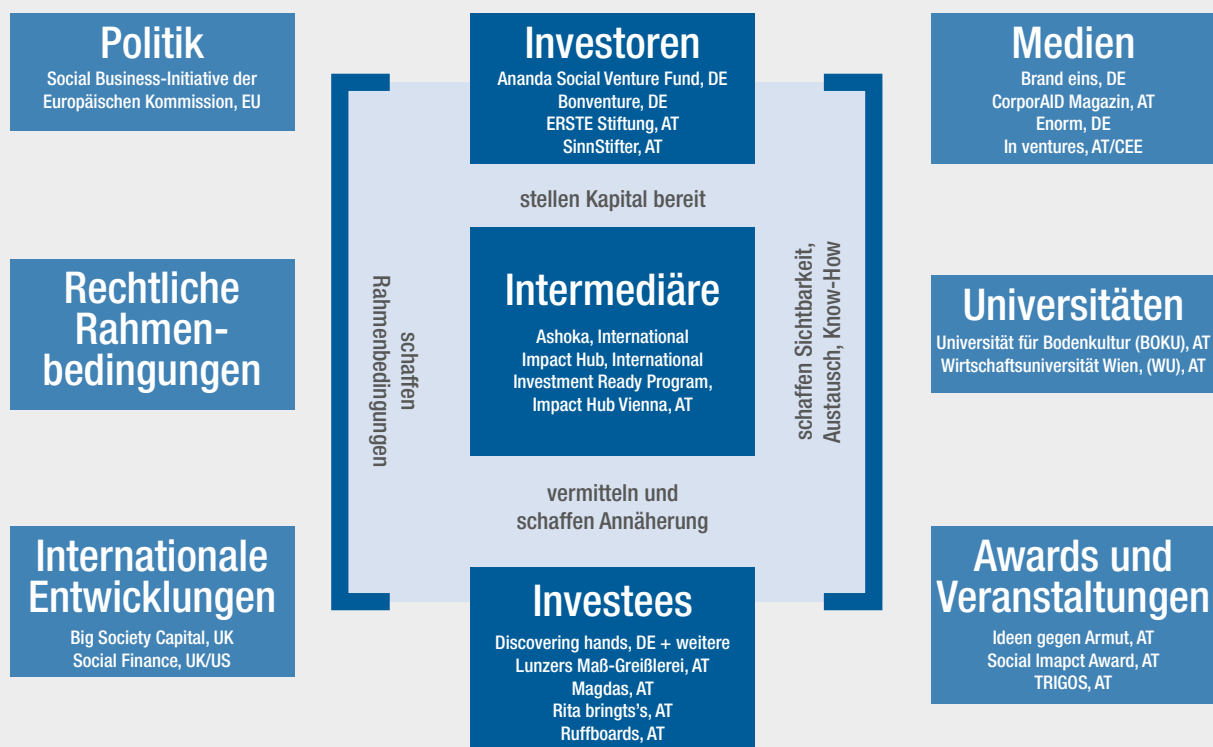 Politik
Social Business-Initiative der
Europäischen Kommission, EU
Rechtliche
Rahmen-
bedingungen
Internationale
Entwicklungen
Big Society Capital, UK
Social Finance, UK/US
schaffen
Rahmenbedingungen
Investoren
Ananda Social Venture Fund, DE
Bonventure, DE
ERSTE Stiftung, AT
SinnStifter, AT
stellen Kapital bereit
Intermediäre
Ashoka, International
Impact Hub, International
Investment Ready Program,
Impact Hub Vienna, AT
vermitteln und
schaffen Annäherung
Investees
Discovering hands, DE + weitere
Lunzers Maß-Greißlerei, AT
Magdas, AT
Rita bringts's, AT
Ruffboards, AT
schaffen Sichtbarkeit,
Austausch, Know-How
Medien
Brand eins, DE
CorporAID Magazin, AT
Enorm, DE
In ventures, AT/CEE
Universitäten
Universität für Bodenkultur (BOKU), AT
Wirtschaftsuniversität Wien, (WU), AT
Awards und
Veranstaltungen
Ideen gegen Armut, AT
Social Imapct Award, AT
TRIGOS, AT